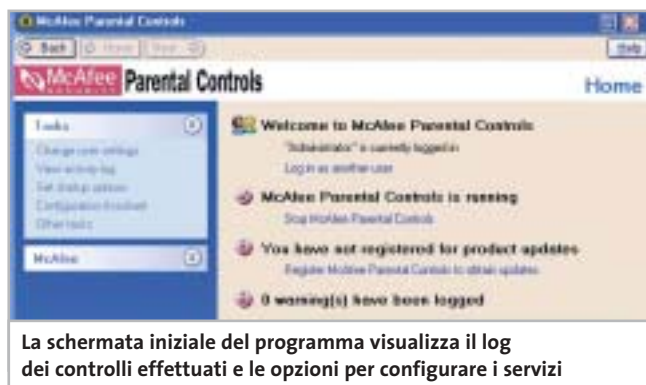 McAfee Parental Controls
Back
Home
Next
Help
McAfee
SECURITY
Parental Controls
Home
Tasks
Change user settings
View activity log
Set startup options
Configuration Assistant
Other tasks
McAfee
Welcome to McAfee Parental Controls
"Administrator" is currently logged in
Log in as another user
McAfee Parental Controls is running
Stop McAfee Parental Controls
You have not registered for product updates
Register McAfee Parental Controls to obtain updates
0 warning(s) have been logged
La schermata iniziale del programma visualizza il log
dei controlli effettuati e le opzioni per configurare i servizi